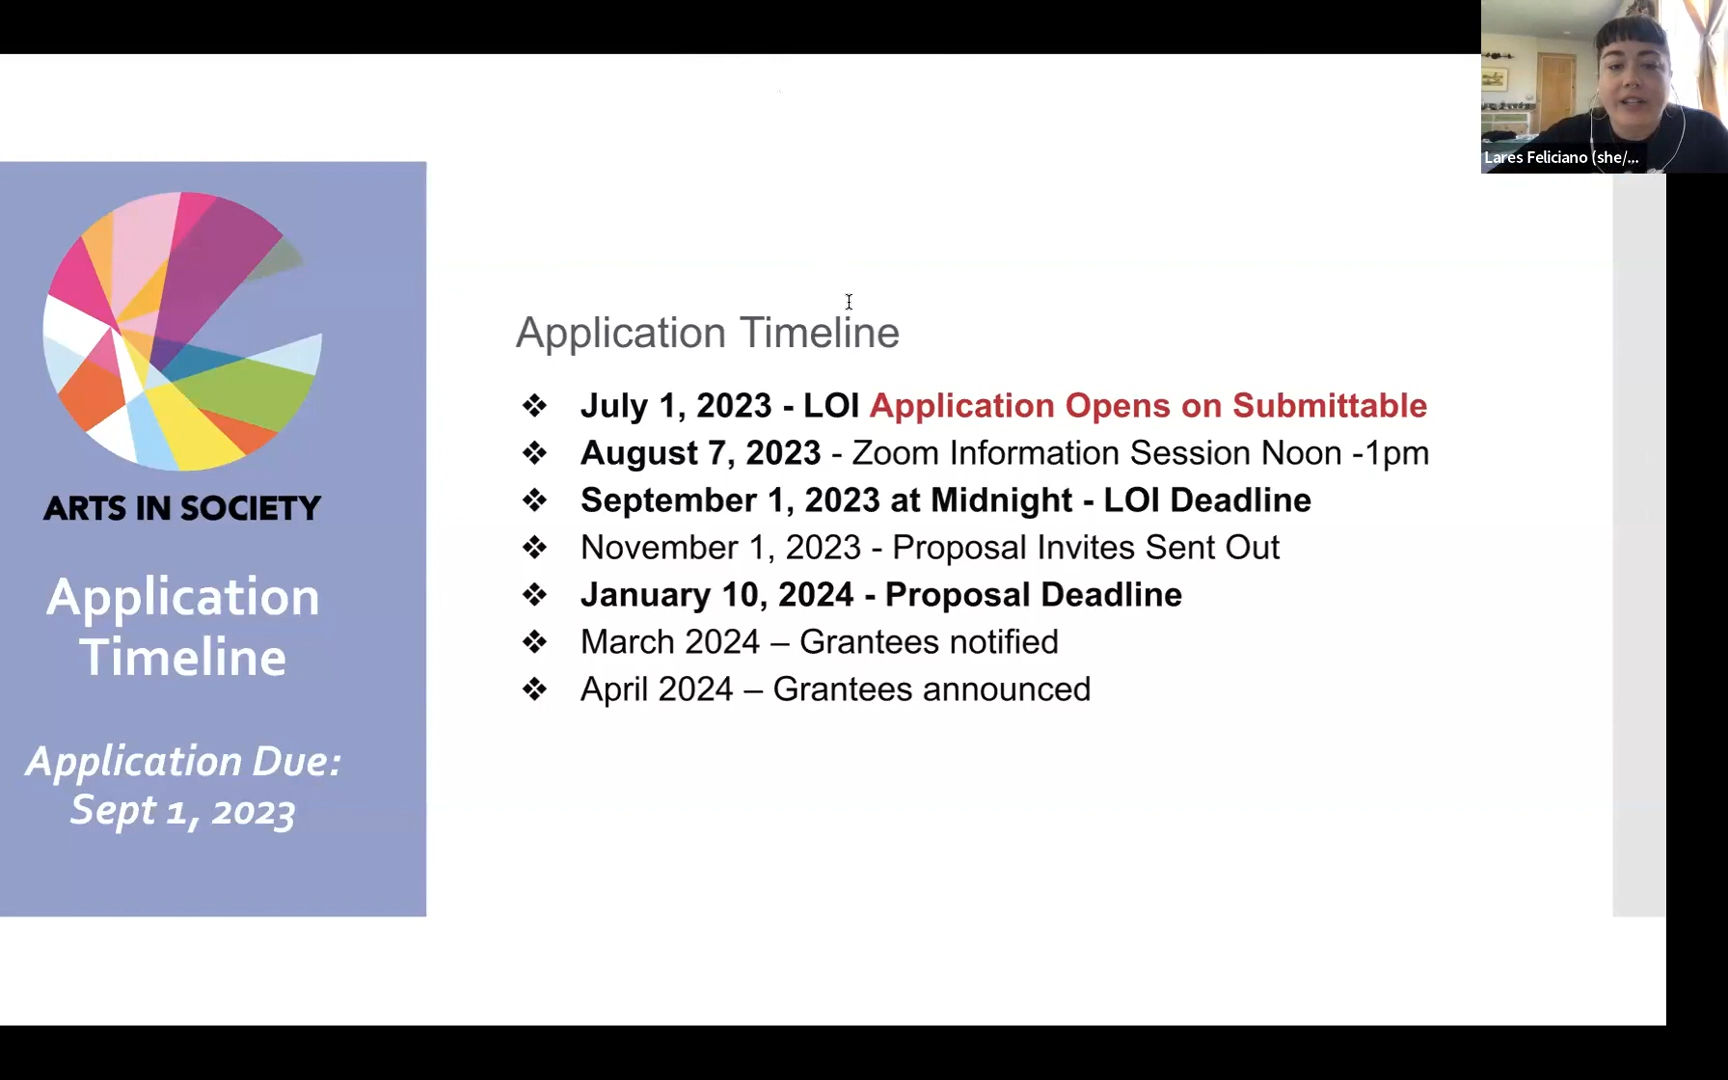 Lares Feliciano (she/...
ARTS IN SOCIETY
Application
Timeline
Application Due:
Sept 1, 2023
Application Timeline
❖ July 1, 2023 - LOI Application Opens on Submittable
❖ August 7, 2023 - Zoom Information Session Noon -1pm
❖ September 1, 2023 at Midnight - LOI Deadline
❖ November 1, 2023 - Proposal Invites Sent Out
❖ January 10, 2024 - Proposal Deadline
❖ March 2024 – Grantees notified
❖ April 2024 – Grantees announced